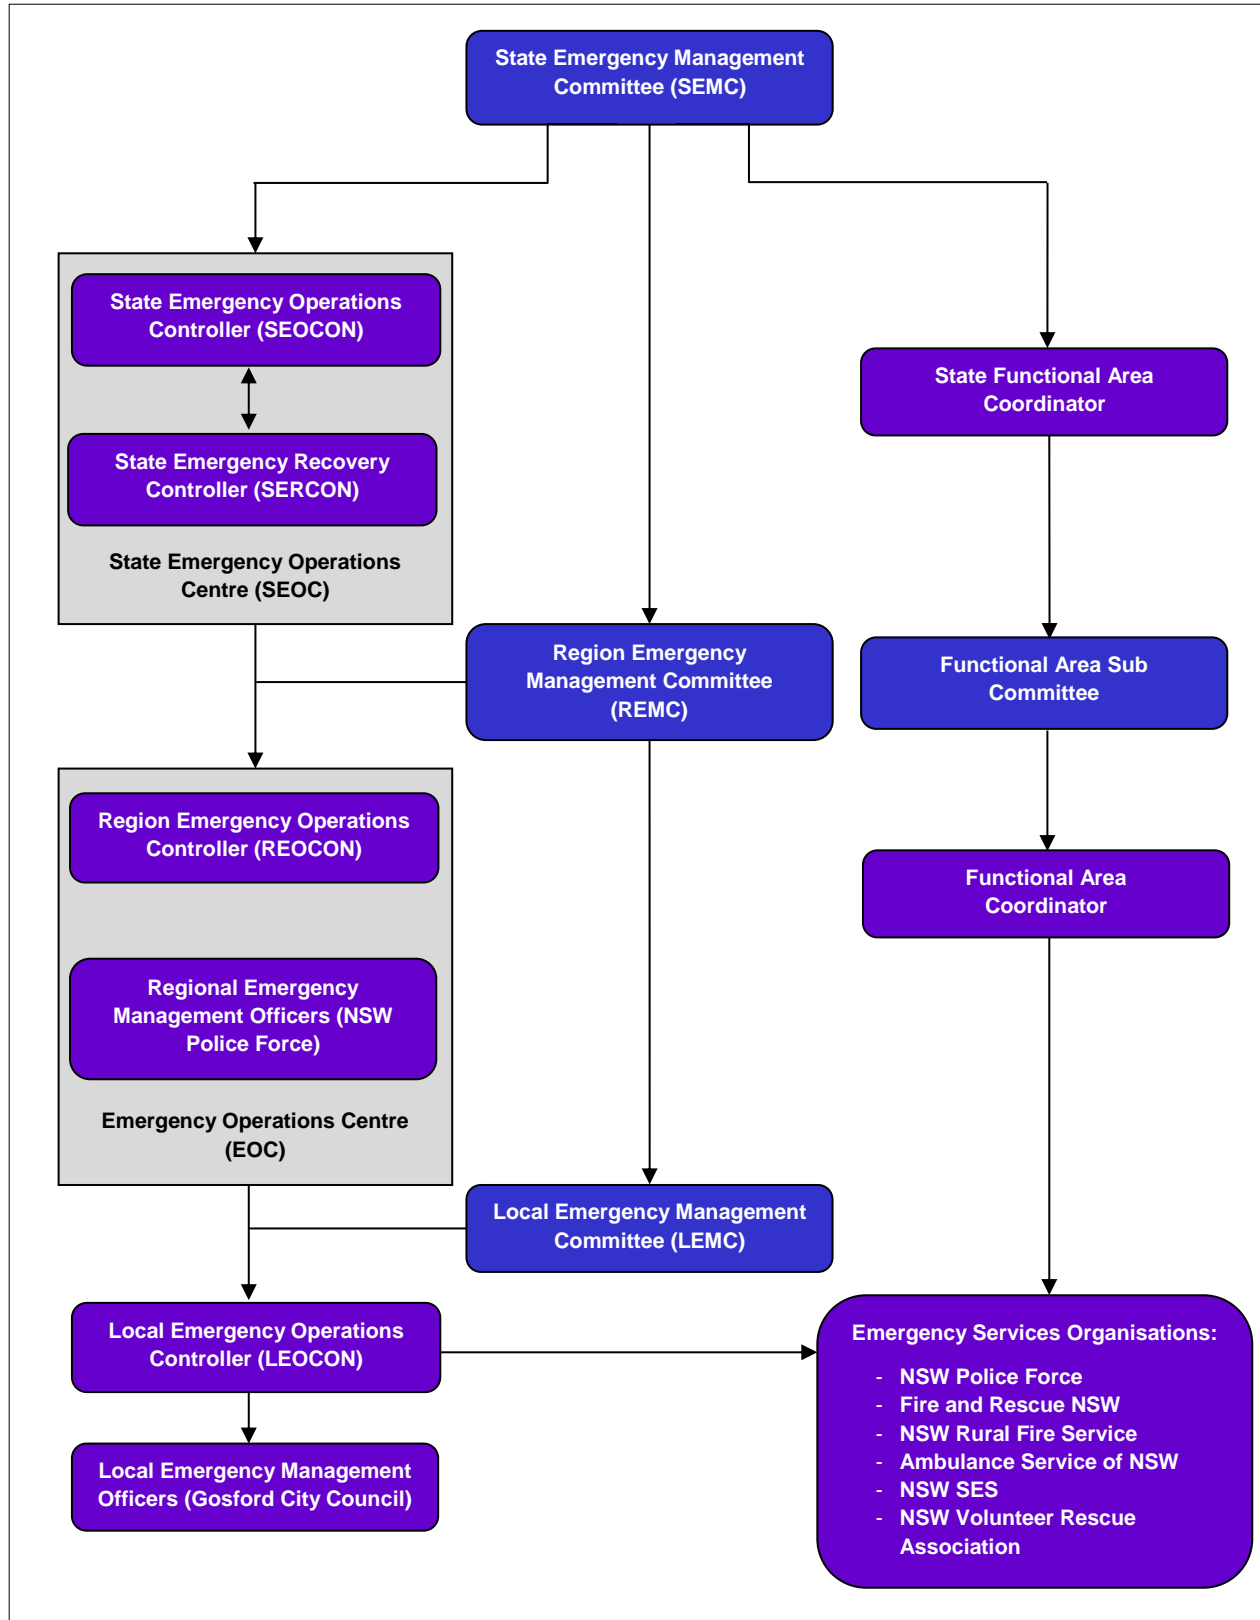 State Emergency Management
Committee (SEMC)
State Emergency Operations
Controller (SEOCON)
State Emergency Recovery
Controller (SERCON)
State Emergency Operations
Centre (SEOC)
State Functional Area
Coordinator
Region Emergency
Management Committee
(REMC)
Functional Area Sub
Committee
Region Emergency Operations
Controller (REOCON)
Regional Emergency
Management Officers (NSW
Police Force)
Emergency Operations Centre
(EOC)
Functional Area
Coordinator
Local Emergency Management
Committee (LEMC)
Local Emergency Operations
Controller (LEOCON)
Local Emergency Management
Officers (Gosford City Council)
Emergency Services Organisations:
- NSW Police Force
- Fire and Rescue NSW
- NSW Rural Fire Service
- Ambulance Service of NSW
- NSW SES
- NSW Volunteer Rescue
Association